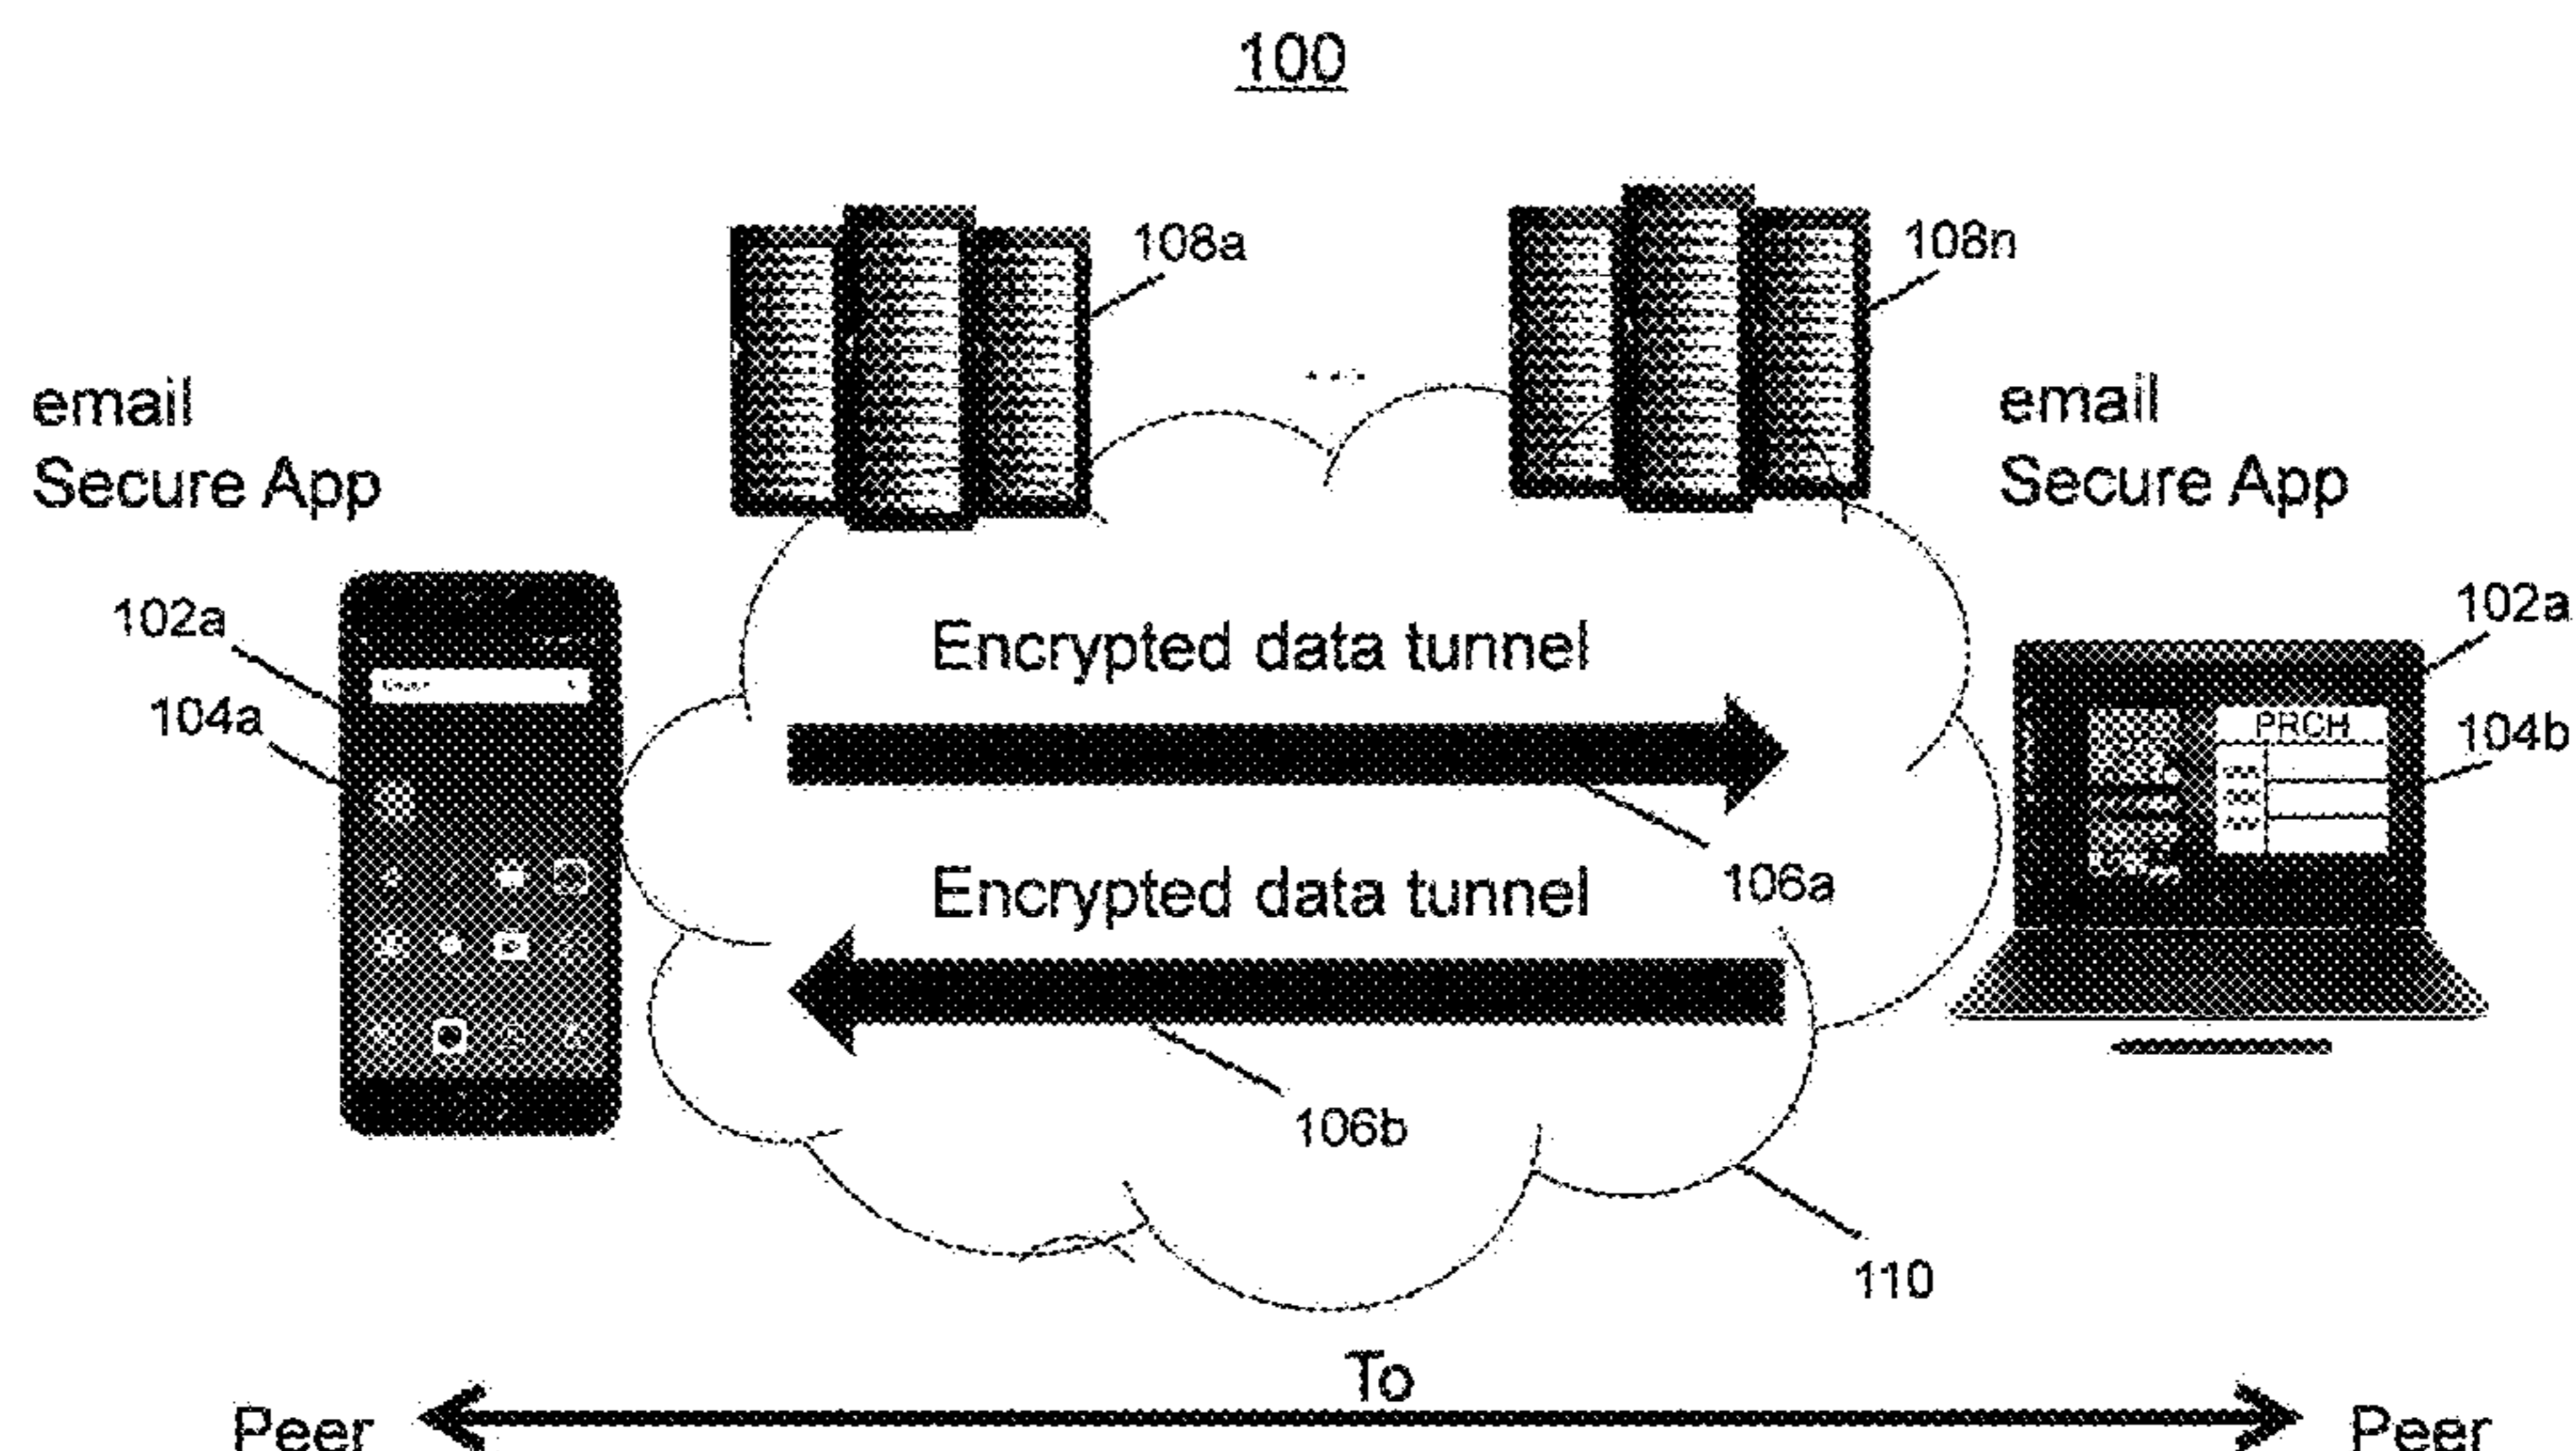 100
108a
108n
email
Secure App
email
Secure App
102a
104a
Encrypted data tunnel
106a
Encrypted data tunnel
106b
102a
PRCH
104b
110
To
Peer
Peer